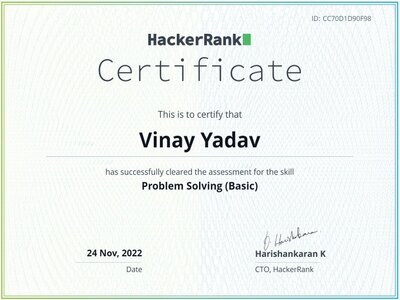 ID: CC70D1D90F98
HackerRank
Certificate
This is to certify that
Vinay Yadav
has successfully cleared the assessment for the skill
Problem Solving (Basic)
24 Nov, 2022
Date
Harishankaran K
CTO, HackerRank